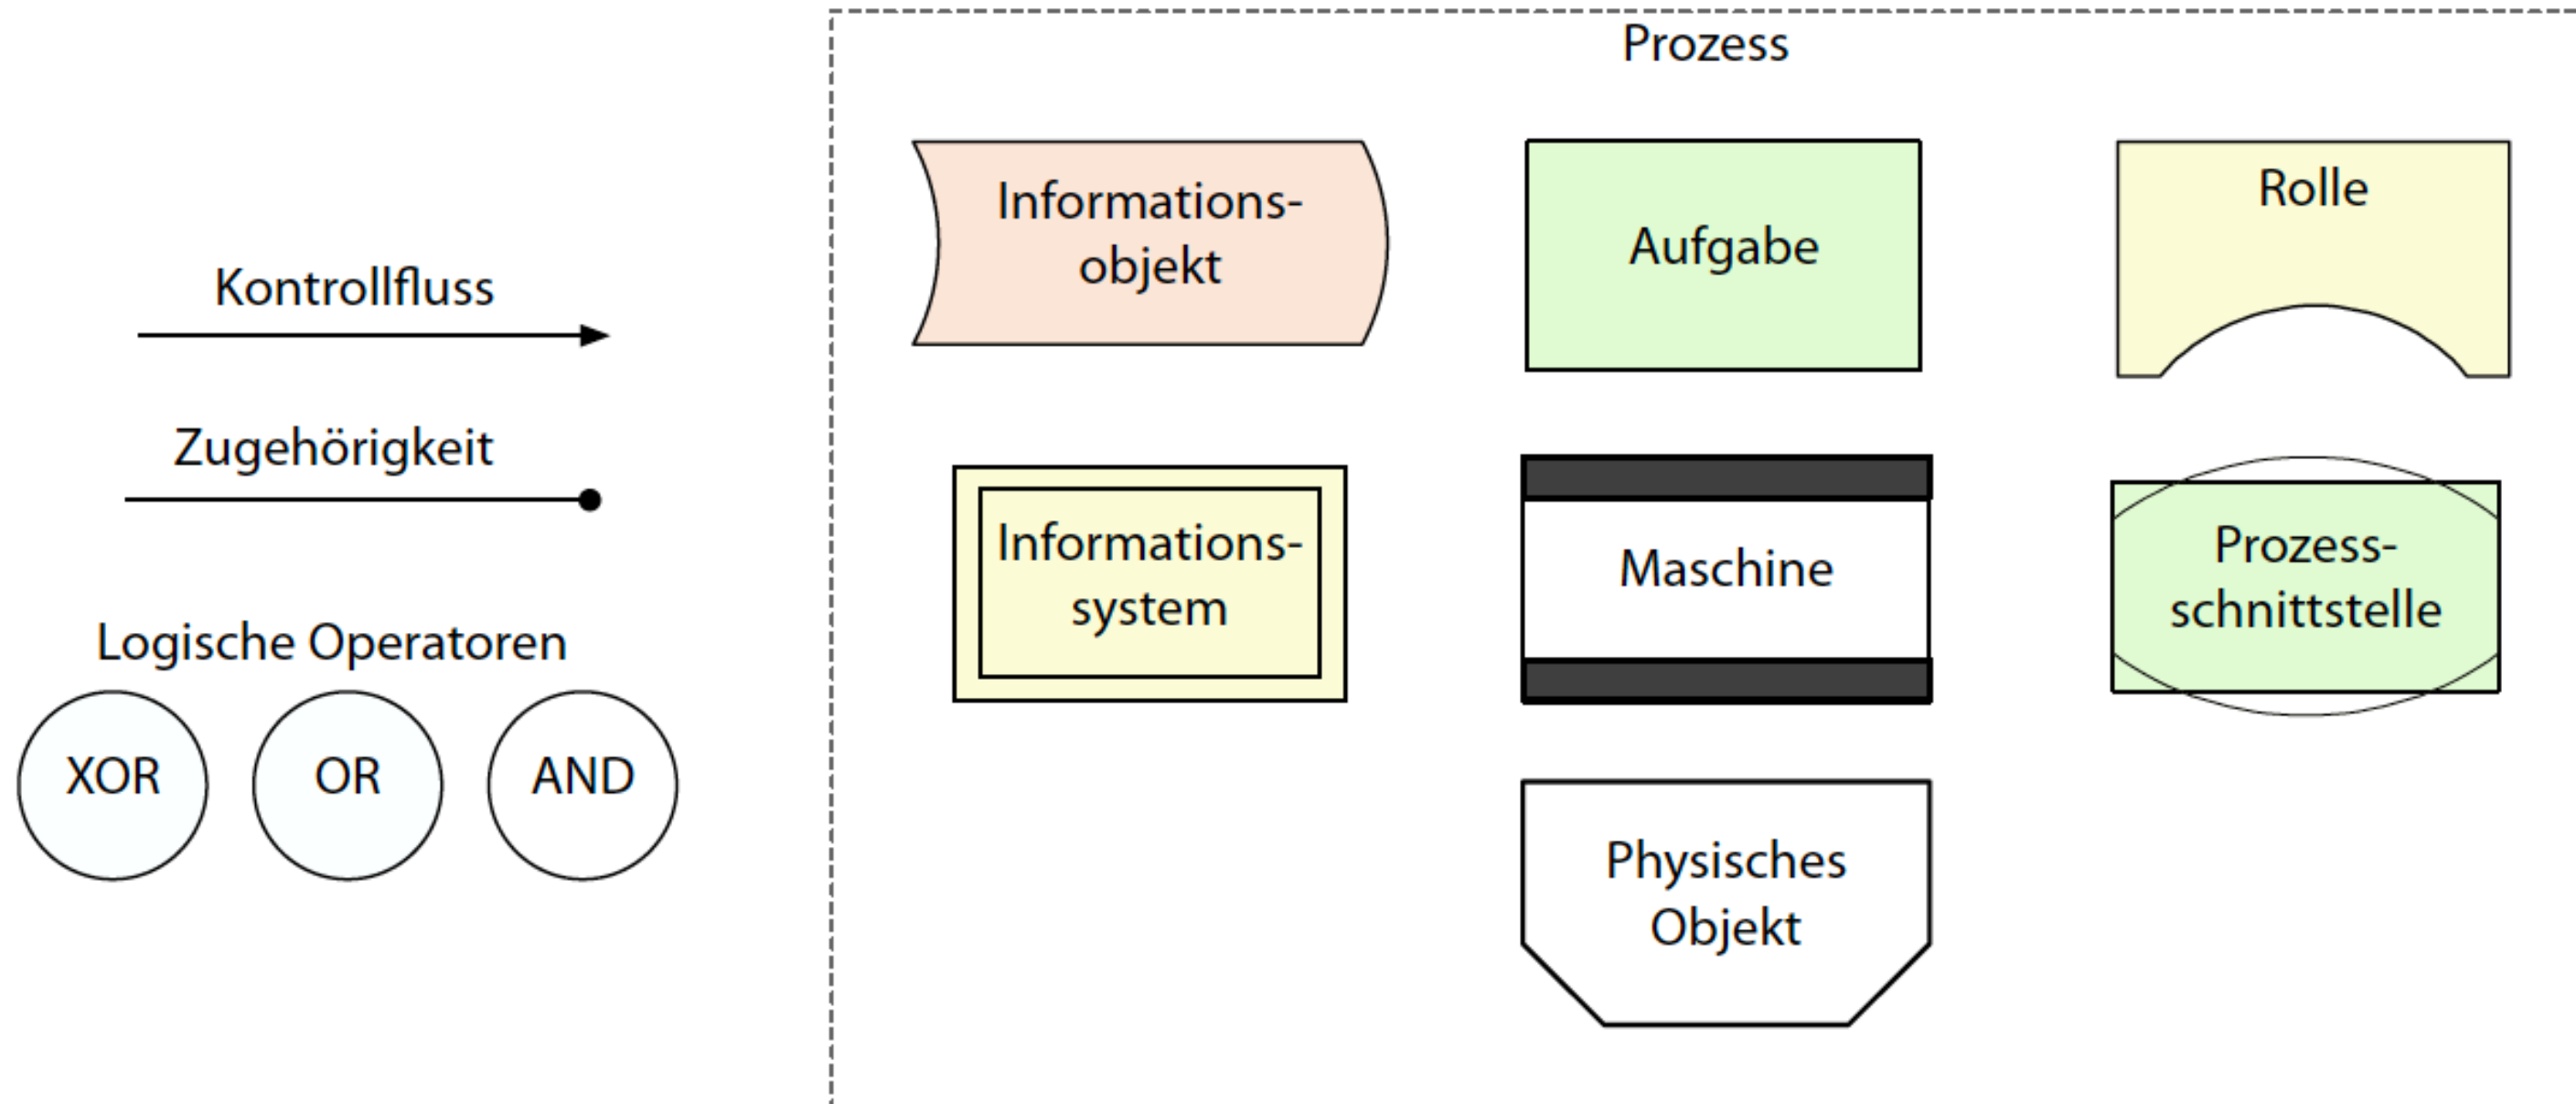 Prozess
Kontrollfluss
Zugehörigkeit
Logische Operatoren
XOR
OR
AND
Informations-
objekt
Aufgabe
Rolle
Informations-
system
Maschine
Prozess-
schnittstelle
Physisches
Objekt